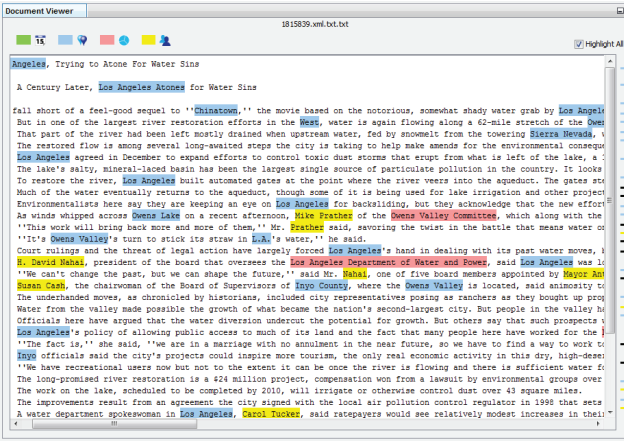 Document Viewer
1815839.xml.txt.txt
15
Highlight All
Angeles, Trying to Atone For Water Sins
A Century Later, Los Angeles Atones for Water Sins
fall short of a feel-good sequel to ''Chinatown,'' the movie based on the notorious, somewhat shady water grab by Los Angele
But in one of the largest river restoration efforts in the West, water is again flowing along a 62-mile stretch of the Owen
That part of the river had been left mostly drained when upstream water, fed by snowmelt from the towering Sierra Nevada, w
The restored flow is among several long-awaited steps the city is taking to help make amends for the environmental conseque
Los Angeles agreed in December to expand efforts to control toxic dust storms that erupt from what is left of the lake, a 1
The lake's salty, mineral-laced basin has been the largest single source of particulate pollution in the country. It looks
To restore the river, Los Angeles built automated gates at the point where the river veers into the aqueduct. The gates st
Much of the water eventually returns to the aqueduct, though some of it is being used for lake irrigation and other project
Environmentalists here say they are keeping an eye on Los Angeles for backsliding, but they acknowledge that the new effort
As winds whipped across Owens Lake on a recent afternoon, Mike Prather of the Owens Valley Committee, which along with the
''This work will bring back more and more of them,'' Mr. Prather said, savoring the twist in the battle that means water on
''It's Owens Valley's turn to stick its straw in L.A.'s water,'' he said.
Court rulings and the threat of legal action have largely forced Los Angeles's hand in dealing with its past water moves,
H. David Nahai, president of the board that oversees the Los Angeles Department of Water and Power, said Los Angeles was lo
''We can't change the past, but we can shape the future,'' said Mr. Nahai, one of five board members appointed by Mayor Ant
Susan Cash, the chairwoman of the Board of Supervisors of Inyo County, where the Owens Valley is located, said animosity to
The underhanded moves, as chronicled by historians, included city representatives posing as ranchers as they bought up prop
Water from the valley made possible the growth of what became the nation's second-largest city. But people in the valley ha
Officials here have argued that the water diversion undercut the potential for growth. But others say that such prospects w
Los Angeles's policy of allowing public access to much of its land and the fact that many people here have worked for the
''The fact is,'' she said, ''we are in a marriage with no annulment in the near future, so we have to find a way to work to
Inyo officials said the city's projects could inspire more tourism, the only real economic activity in this dry, high-deser
''We have recreational users now but not to the extent it can be once the river is flowing and there is sufficient water fo
The long-promised river restoration is a $24 million project, compensation won from a lawsuit by environmental groups over
The work on the lake, scheduled to be completed by 2010, will irrigate or otherwise control dust over 43 square miles.
The improvements result from an agreement the city signed with the local air pollution control regulator in 1998 that sets
A water department spokeswoman in Los Angeles, Carol Tucker, said ratepayers would see relatively modest increases in their